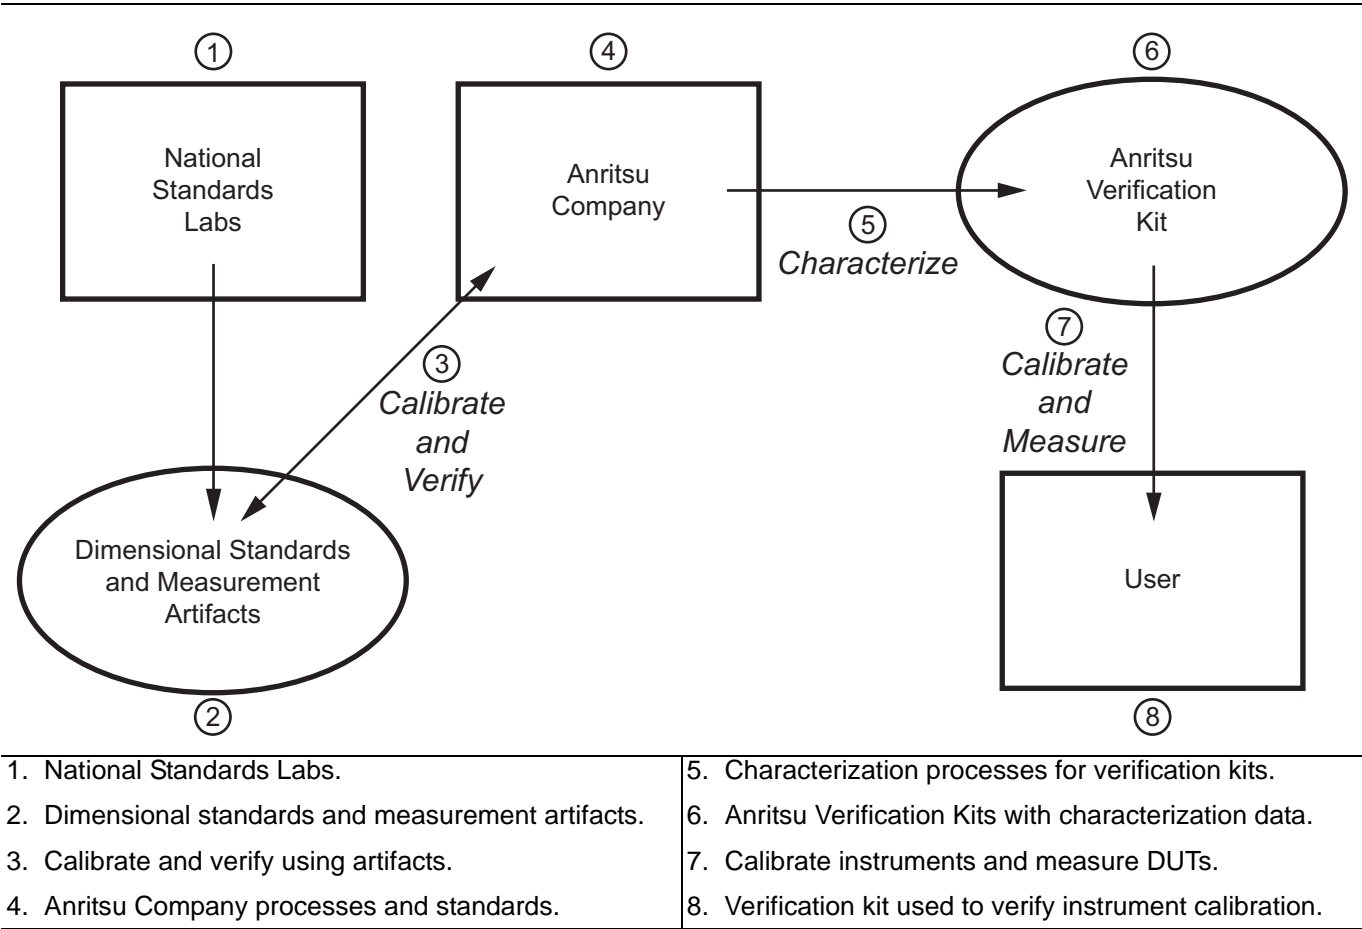 1
National
Standards
Labs
4
Anritsu
Company
6
Anritsu
Verification
Kit
5
Characterize
3
Calibrate
and
Verify
7
Calibrate
and
Measure
Dimensional Standards
and Measurement
Artifacts
2
User
8
1. National Standards Labs.
2. Dimensional standards and measurement artifacts.
3. Calibrate and verify using artifacts.
4. Anritsu Company processes and standards.
5. Characterization processes for verification kits.
6. Anritsu Verification Kits with characterization data.
7. Calibrate instruments and measure DUTs.
8. Verification kit used to verify instrument calibration.